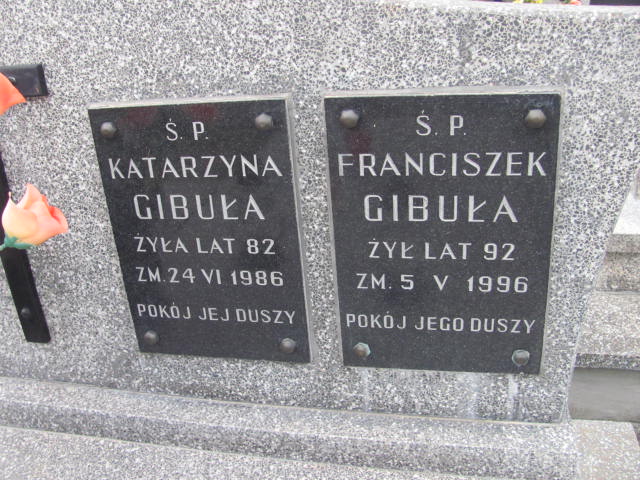 Ś. P.
KATARZYNA
GIBUŁA
ŻYŁA LAT 82
ZM. 24 VI 1986
POKÓJ JEJ DUSZY
Ś. P.
FRANCISZEK
GIBUŁA
ŻYŁ LAT 92
ZM. 5 V 1996
POKÓJ JEGO DUSZY